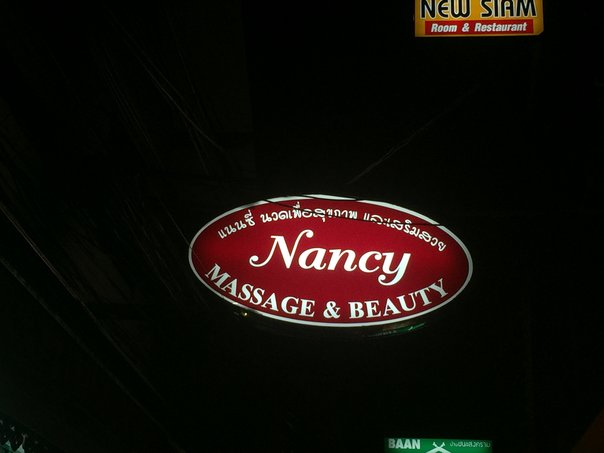 NEW SIAM
Room & Restaurant
แนนซี่ นวดเพื่อสุขภาพ และเสริมสวย
Nancy
MASSAGE & BEAUTY
BAAN